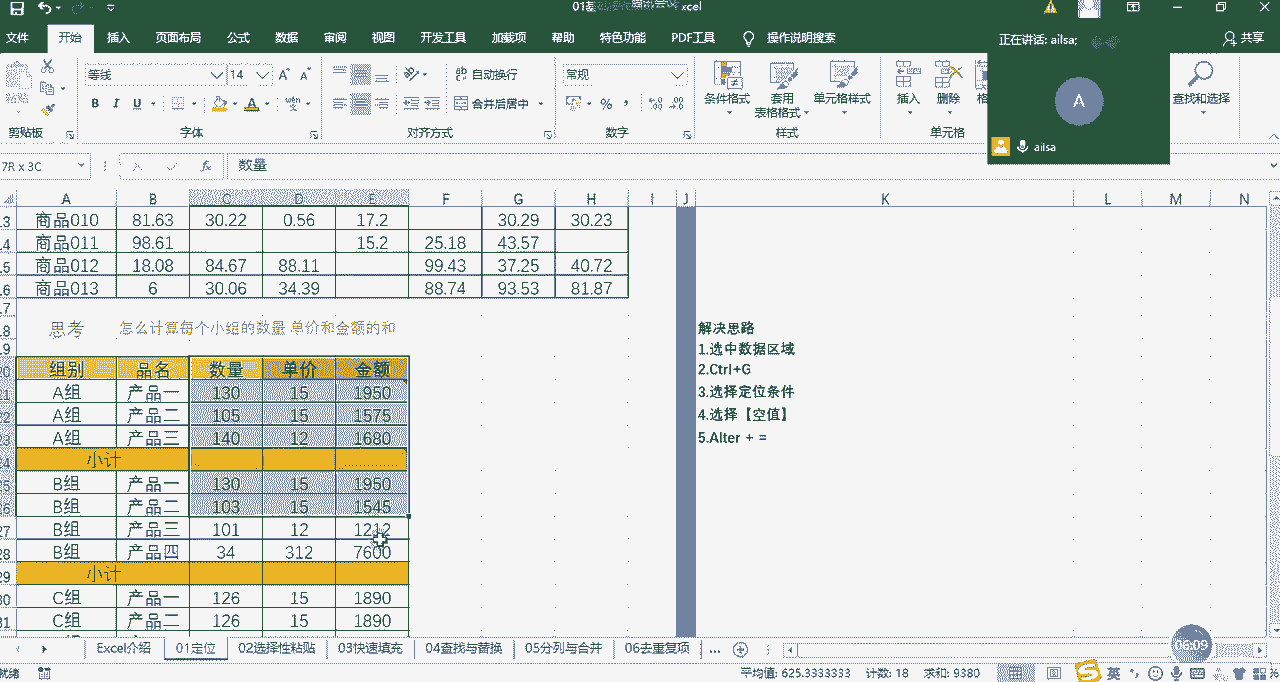 xcel
正在讲话: ailsa;
文件 开始 插入 页面布局 公式 数据 审阅 视图 开发工具 加载项 帮助 特色功能 PDF工具 操作说明搜索 共享
等线 14 自动换行 常规
B I U A 合并后居中 % 条件格式 套用 表格格式 单元格样式 插入 删除 查找和选择
剪贴板 字体 对齐方式 数字 样式 单元格
A
ailsa
7R x 3C fx 数量
A B C D E F G H I J K L M N
商品010 81.63 30.22 0.56 17.2 30.29 30.23
商品011 98.61 15.2 25.18 43.57
商品012 18.08 84.67 88.11 99.43 37.25 40.72
商品013 6 30.06 34.39 88.74 93.53 81.87
思考 怎么计算每个小组的数量 单价和金额的和
组别 品名 数量 单价 金额
A组 产品一 130 15 1950
A组 产品二 105 15 1575
A组 产品三 140 12 1680
小计
B组 产品一 130 15 1950
B组 产品二 103 15 1545
B组 产品三 101 12 1212
B组 产品四 34 312 7600
小计
C组 产品一 126 15 1890
C组 产品二 126 15 1890
解决思路
1.选中数据区域
2.Ctrl+G
3.选择定位条件
4.选择【空值】
5.Alter + =
Excel介绍 01定位 02选择性粘贴 03快速填充 04查找与替换 05分列与合并 06去重复项 ...
06:09
就绪 平均值: 625.3333333 计数: 18 求和: 9380 英